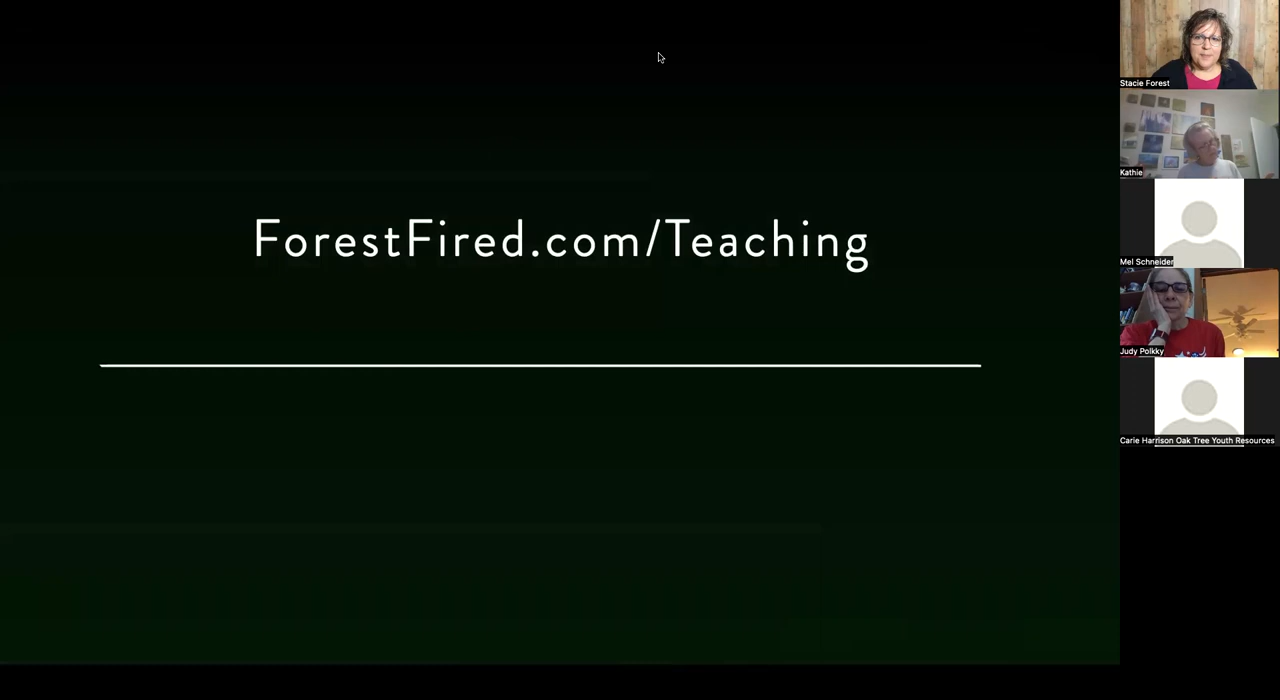 ForestFired.com/Teaching
Stacie Forest
Kathie
Mel Schneider
Judy Polkky
Carie Harrison Oak Tree Youth Resources